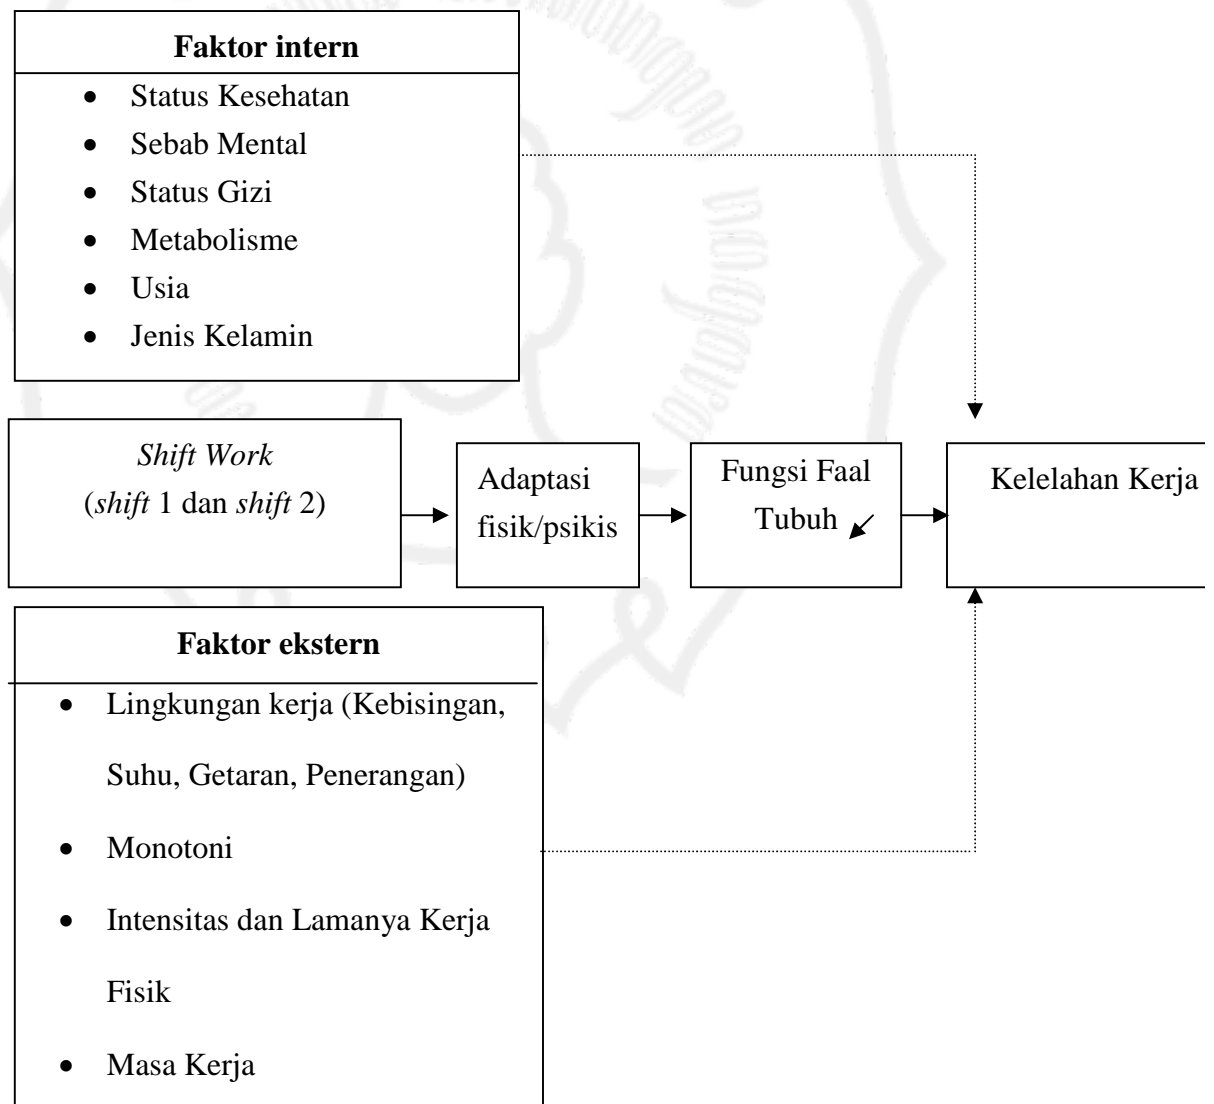 Faktor intern
• Status Kesehatan
• Sebab Mental
• Status Gizi
• Metabolisme
• Usia
• Jenis Kelamin
Shift Work
(shift 1 dan shift 2)
Adaptasi
fisik/psikis
Fungsi Faal
Tubuh
Kelelahan Kerja
Faktor ekstern
• Lingkungan kerja (Kebisingan,
Suhu, Getaran, Penerangan)
• Monotoni
• Intensitas dan Lamanya Kerja
Fisik
• Masa Kerja